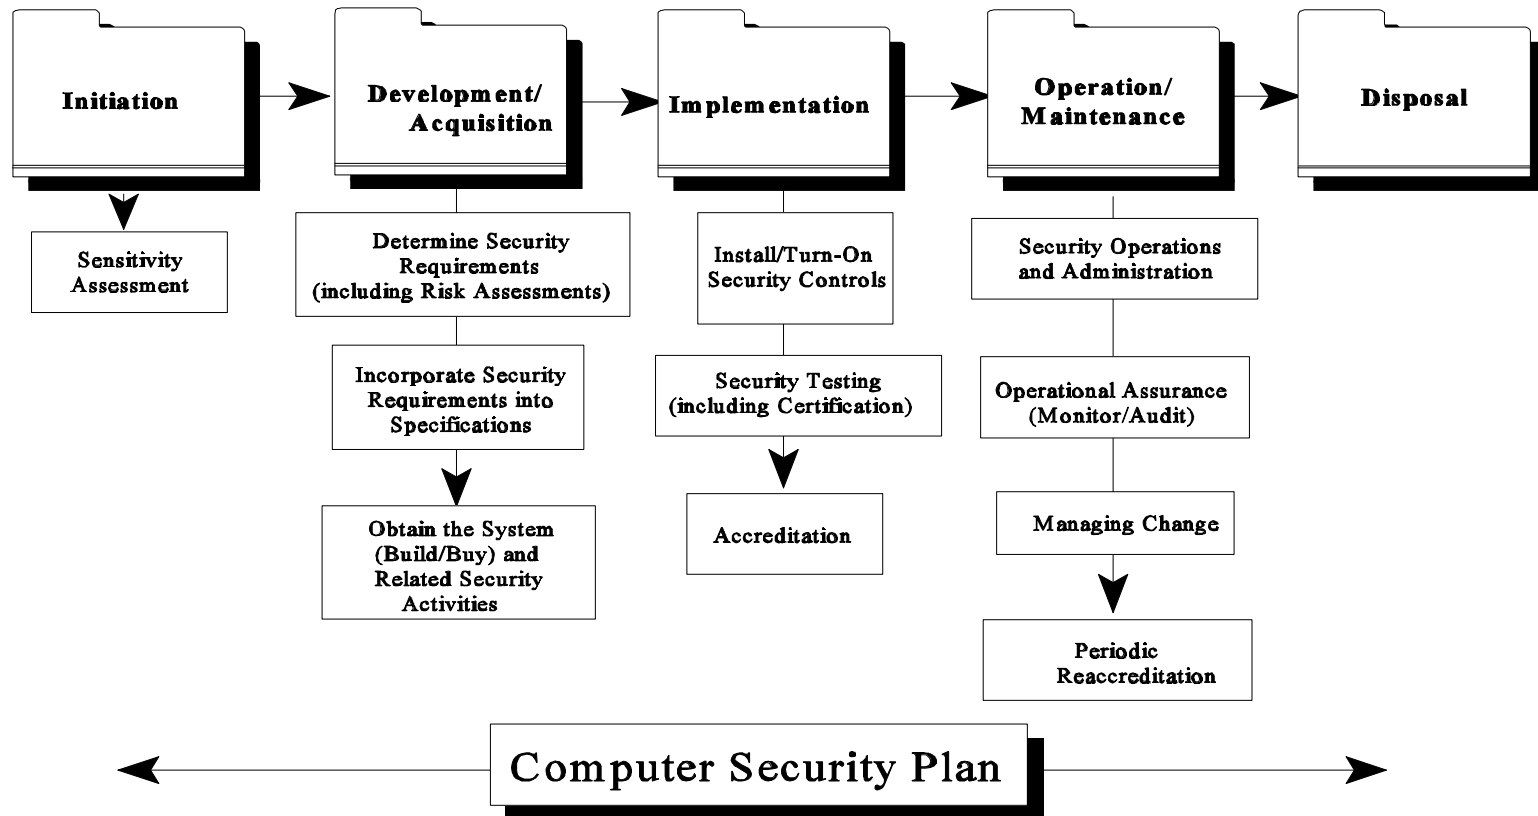 Initiation
Development/
Acquisition
Implementation
Operation/
Maintenance
Disposal
Sensitivity
Assessment
Determine Security
Requirements
(including Risk Assessments)
Incorporate Security
Requirements into
Specifications
Obtain the System
(Build/Buy) and
Related Security
Activities
Install/Turn-On
Security Controls
Security Testing
(including Certification)
Accreditation
Security Operations
and Administration
Operational Assurance
(Monitor/Audit)
Managing Change
Periodic
Reaccreditation
Computer Security Plan